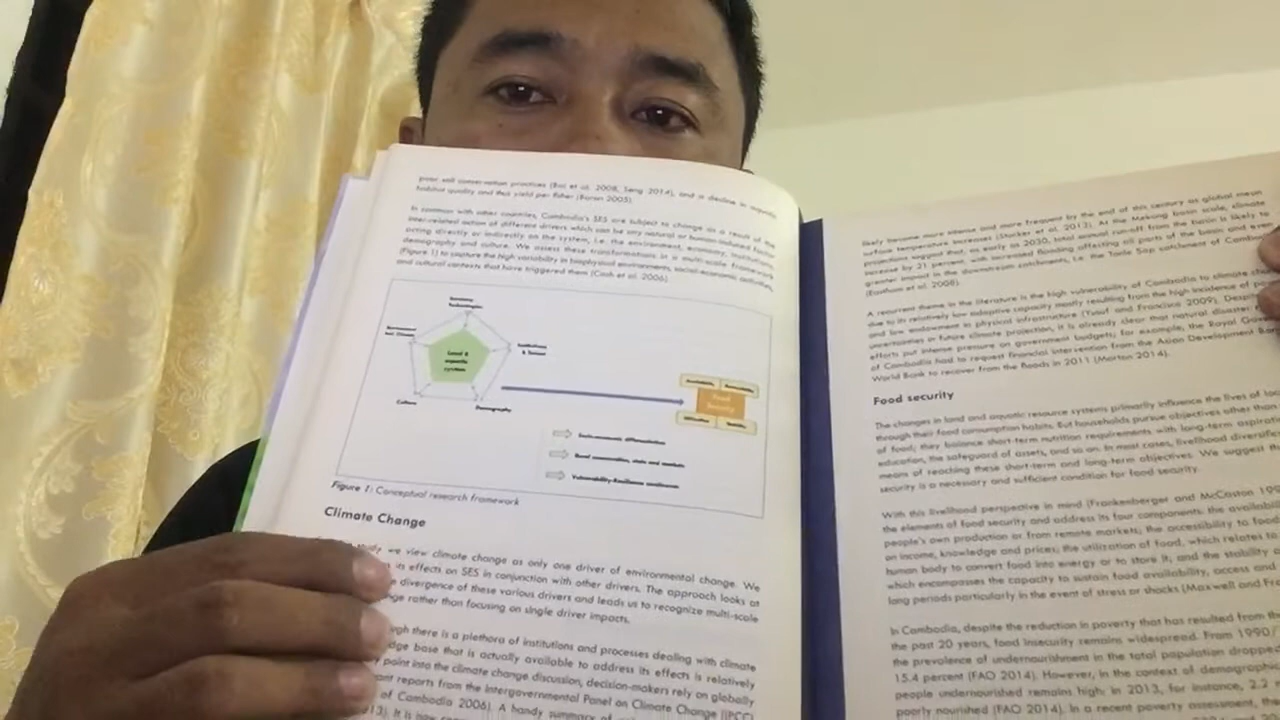 poor soil conservation practices (Bai et al. 2008, Seng 2014), and a decline in aquatic
habitat quality and thus yield per fisher (Baran 2005).
In common with other countries, Cambodia's SES are subject to change as a result of the
inter-related action of different drivers which can be any natural or human-induced factor
acting directly or indirectly on the system, i.e. the environment, economy, institutions,
demography and culture. We assess these transformations in a multi-scale framework
(Figure 1) to capture the high variability in biophysical environments, social-economic activities,
and cultural contexts that have triggered them (Cash et al. 2006).
Economy
Technologies
Environment
Institutions
Land &
aquatic
system
Culture
Demography
Availability
Accessibility
Food
Security
Utilization
Stability
Socio-economic differentiation
Rural communities, state and markets
Vulnerability-Resilience continuum
Figure 1: Conceptual research framework
Climate Change
study we view climate change as only one driver of environmental change. We
its effects on SES in conjunction with other drivers. The approach looks at
divergence of these various drivers and leads us to recognize multi-scale
rather than focusing on single driver impacts.
there is a plethora of institutions and processes dealing with climate
base that is actually available to address its effects is relatively
point into the climate change discussion, decision-makers rely on globally
reports from the Intergovernmental Panel on Climate Change (IPCC)
of Cambodia 2006). A handy summary of
It is now
likely become more intense and more frequent by the end of this century as global mean
surface temperature increases (Stocker et al. 2013). At the Mekong basin scale, climate
projections suggest that, as early as 2030, total annual run-off from the basin is likely to
increase by 21 percent, with increased flooding affecting all parts of the basin and
greater impact in the downstream catchments, i.e. the Tonle Sap catchment of
(Eastham et al. 2008).
A recurrent theme in the literature is the high vulnerability of Cambodia to climate
due to its relatively low adaptive capacity mostly resulting from the high incidence of
and low endowment in physical infrastructure (Yusuf and Francisco 2009).
uncertainties in future climate projection, it is already clear that natural
efforts put intense pressure on government budgets; for example, the Royal
of Cambodia had to request financial intervention from the Asian Development
World Bank to recover from the floods in 2011 (Morton 2014).
Food security
The changes in land and aquatic resource systems primarily influence the lives of
through their food consumption habits. But households pursue objectives other than
of food; they balance short-term nutrition requirements with long-term
education, the safeguard of assets, and so on. In most cases, livelihood
means of reaching these short-term and long-term objectives. We suggest
security is a necessary and sufficient condition for food security.
With this livelihood perspective in mind (Frankenberger and McCaston
the elements of food security and address its four components: the
people's own production or from remote markets; the accessibility to
on income, knowledge and prices; the utilization of food, which relates to
human body to convert food into energy or to store it; and the stability
which encompasses the capacity to sustain food availability, access and
long periods particularly in the event of stress or shocks (Maxwell and
In Cambodia, despite the reduction in poverty that has resulted from
the past 20 years, food insecurity remains widespread. From
the prevalence of undernourishment in the total population dropped
15.4 percent (FAO 2014). However, in the context of
people undernourished remains high: in 2013, for instance, 2.2
poorly nourished (FAO 2014). In a recent poverty assessment,